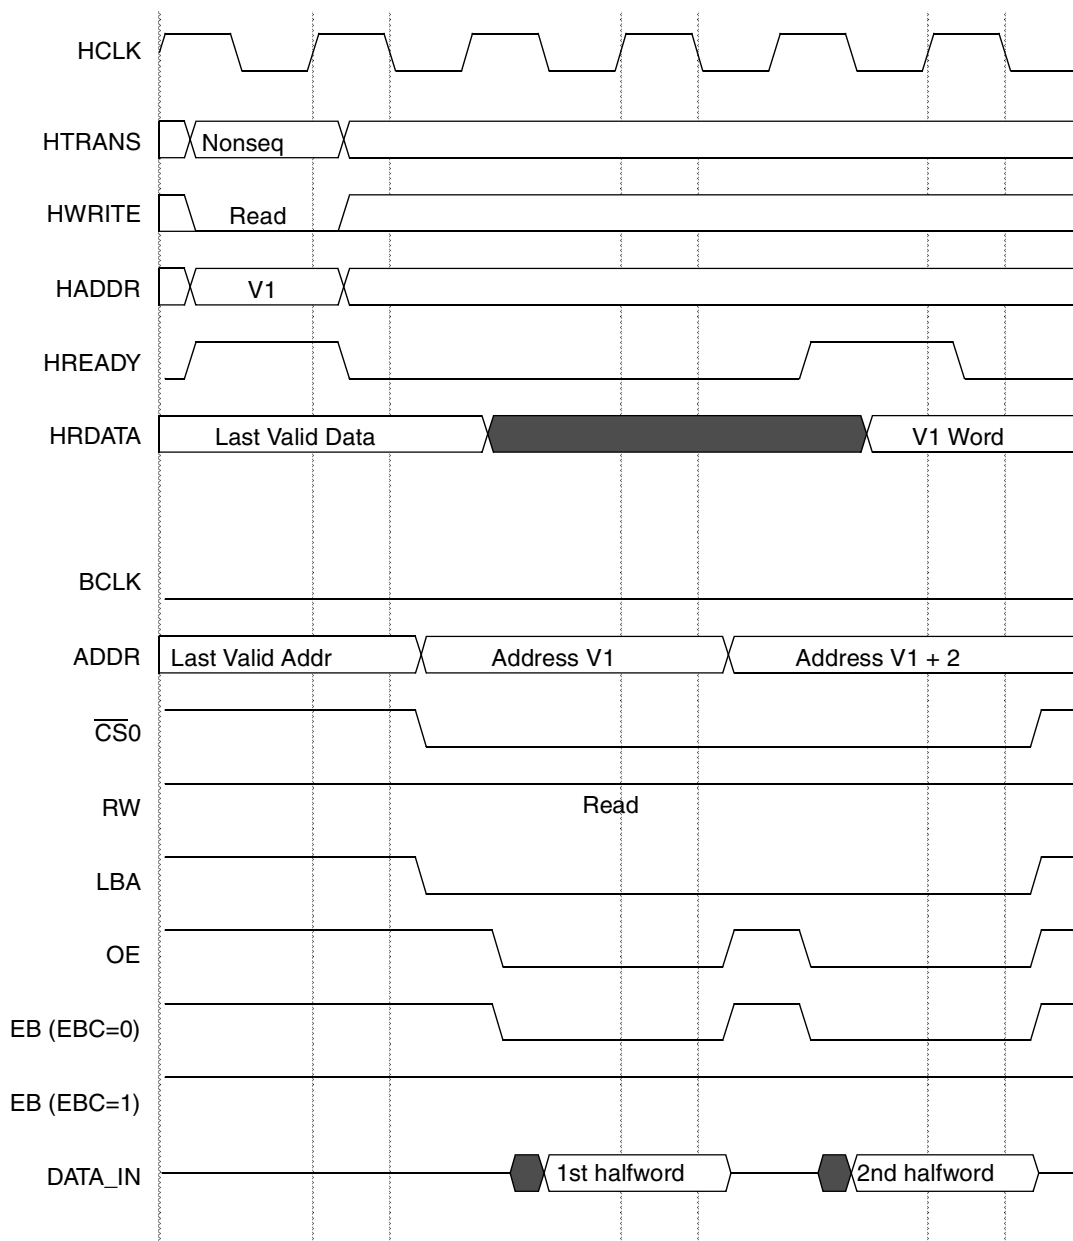 HCLK
HTRANS Nonseq
HWRITE Read
HADDR V1
HREADY
HRDATA Last Valid Data V1 Word
BCLK
ADDR Last Valid Addr Address V1 Address V1 + 2
CS0
RW Read
LBA
OE
EB (EBC=0)
EB (EBC=1)
DATA_IN 1st halfword 2nd halfword